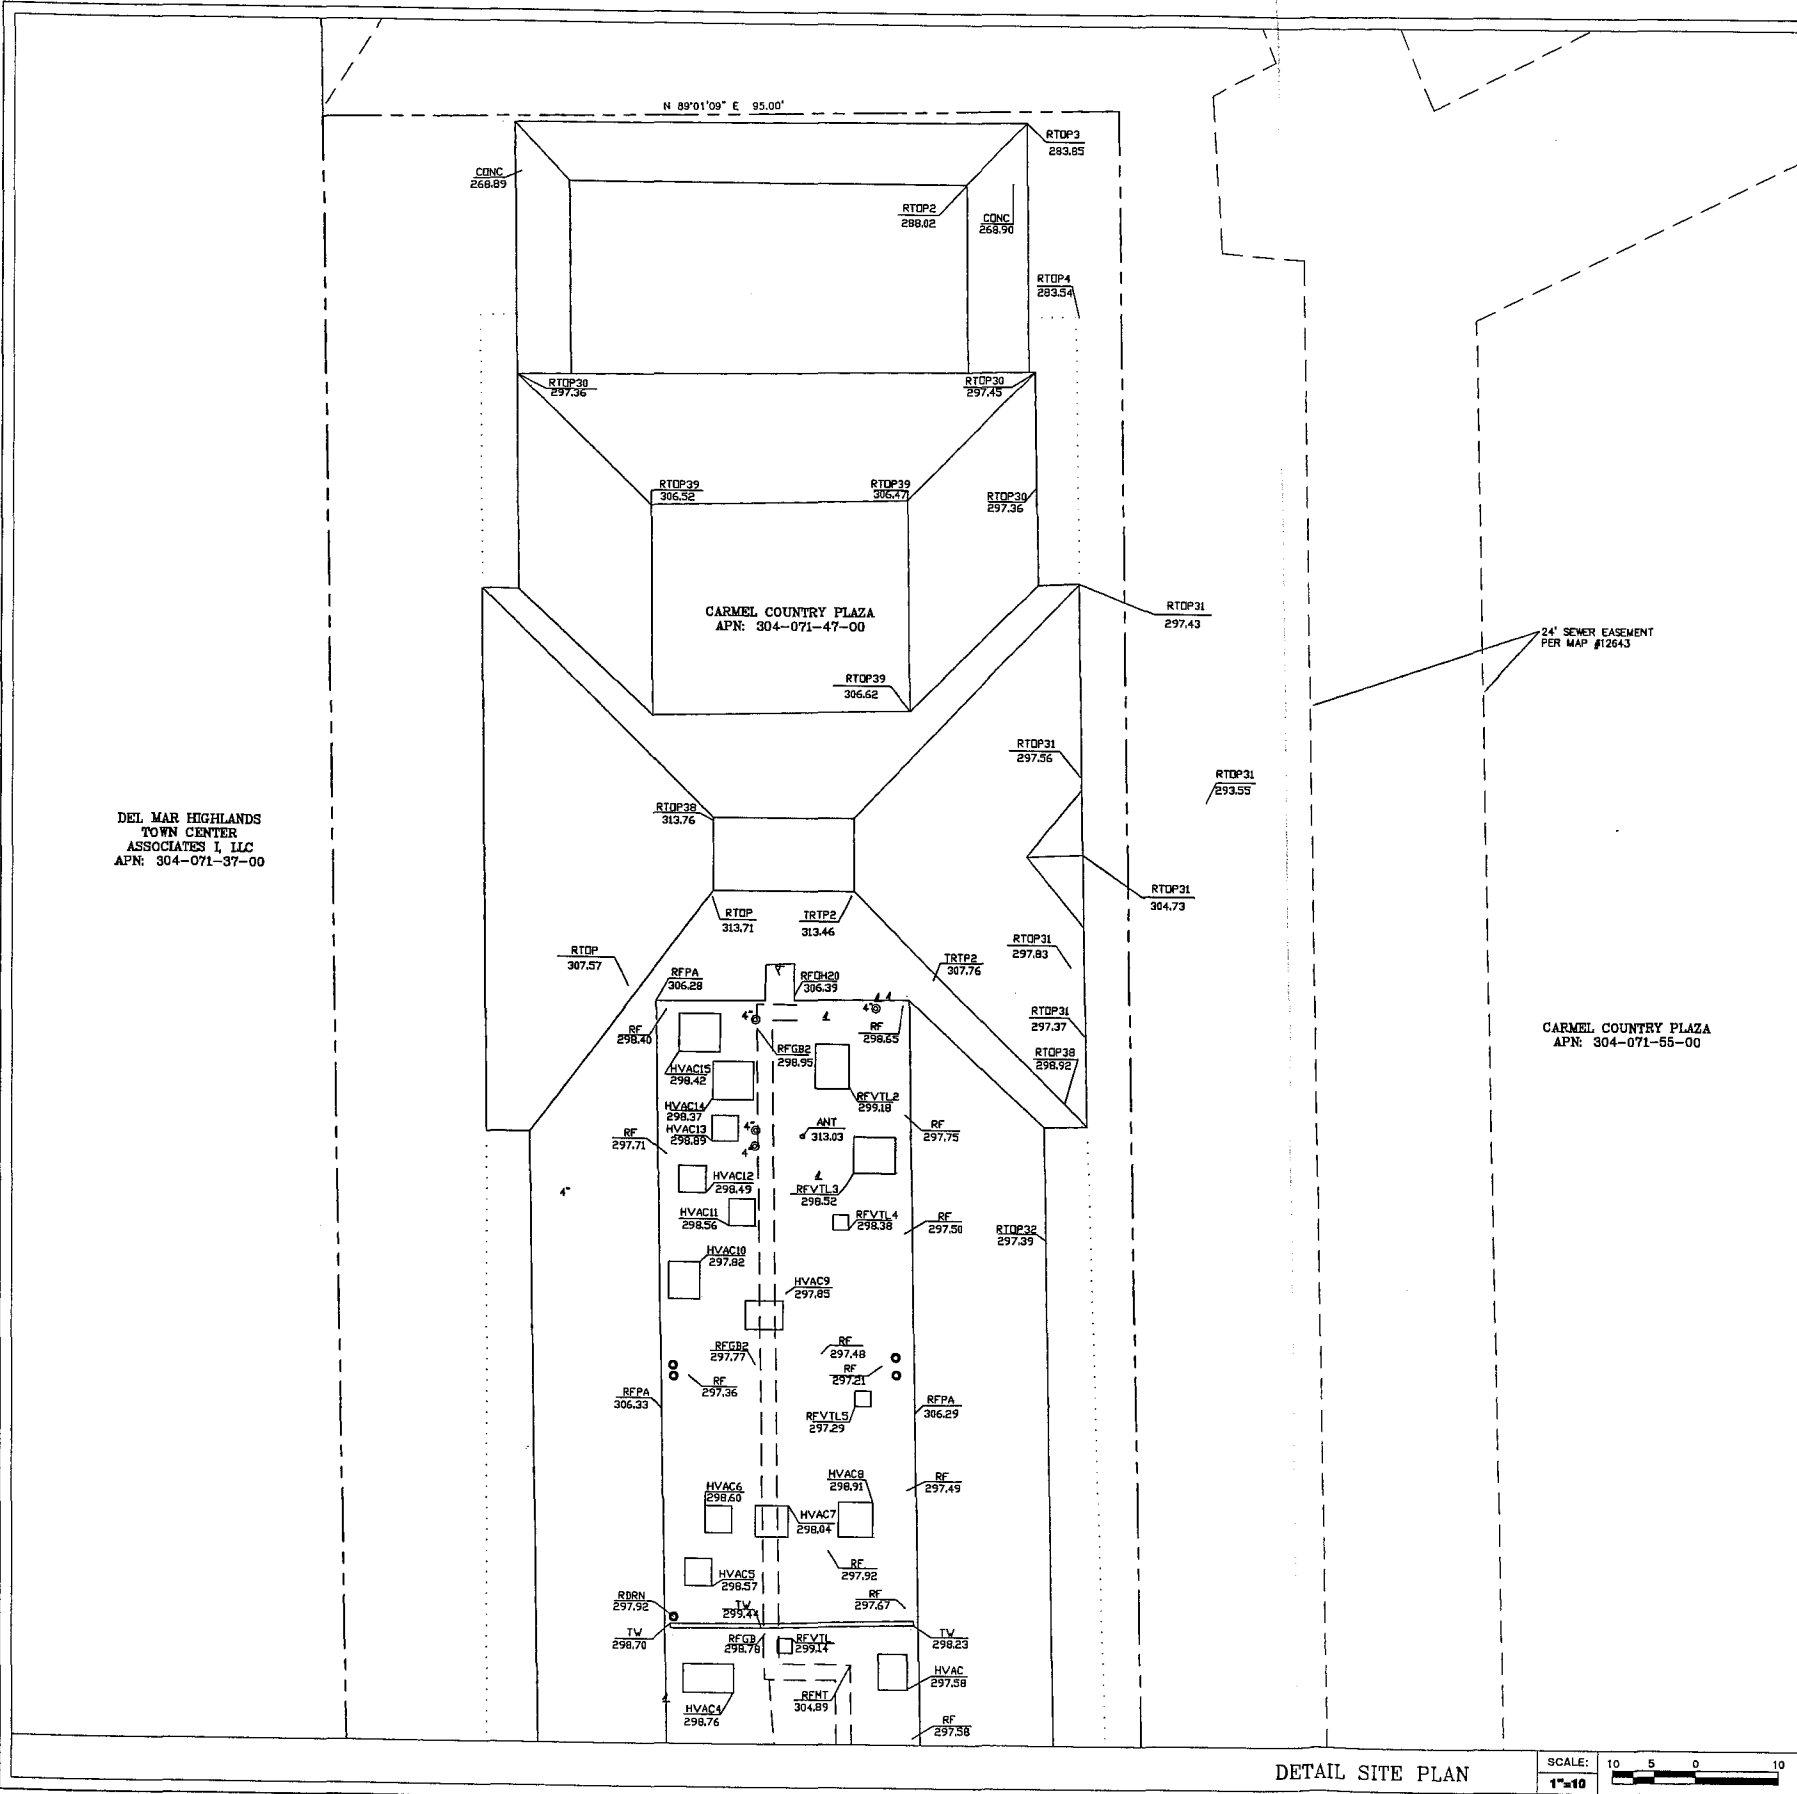 N 89°01'09" E 95.00'
RTOP3
283.85
CONC
268.89
RTOP2
288.02
CONC
268.90
RTOP4
283.54
RTOP30
297.36
RTOP30
297.45
RTOP39
306.52
RTOP39
306.47
RTOP30
297.36
CARMEL COUNTRY PLAZA
APN: 304-071-47-00
RTOP31
297.43
24' SEWER EASEMENT
PER MAP #12643
RTOP39
306.62
RTOP31
297.56
RTOP31
293.55
RTOP38
313.76
DEL MAR HIGHLANDS
TOWN CENTER
ASSOCIATES I, LLC
APN: 304-071-37-00
RTOP31
304.73
RTOP
313.71
TRTP2
313.46
RTOP31
297.83
RTOP
307.57
TRTP2
307.76
RFPA
306.28
RFOH20
306.39
4"
4"
RTOP31
297.37
RF
298.40
RF
298.65
CARMEL COUNTRY PLAZA
APN: 304-071-55-00
RFGB2
298.95
RTOP38
298.92
HVAC15
298.42
RFVTL2
299.18
HVAC14
298.37
HVAC13
298.89
4"
4"
ANT
313.03
RF
297.75
RF
297.71
HVAC12
298.49
RFVTL3
298.52
4"
HVAC11
298.56
RFVTL4
298.38
RF
297.50
RTOP32
297.39
HVAC10
297.82
HVAC9
297.85
RFGB2
297.77
RF
297.48
RF
297.21
RF
297.36
RFPA
306.33
RFPA
306.29
RFVTL5
297.29
HVAC6
298.60
HVAC8
298.91
RF
297.49
HVAC7
298.04
RF
297.92
HVAC5
298.57
RDRN
297.92
TW
299.44
RF
297.67
TW
298.70
RFGB
298.78
RFVTL
299.14
TW
298.23
HVAC
297.58
HVAC4
298.76
RFMT
304.89
RF
297.58
DETAIL SITE PLAN
SCALE:
1"=10
10 5 0 10